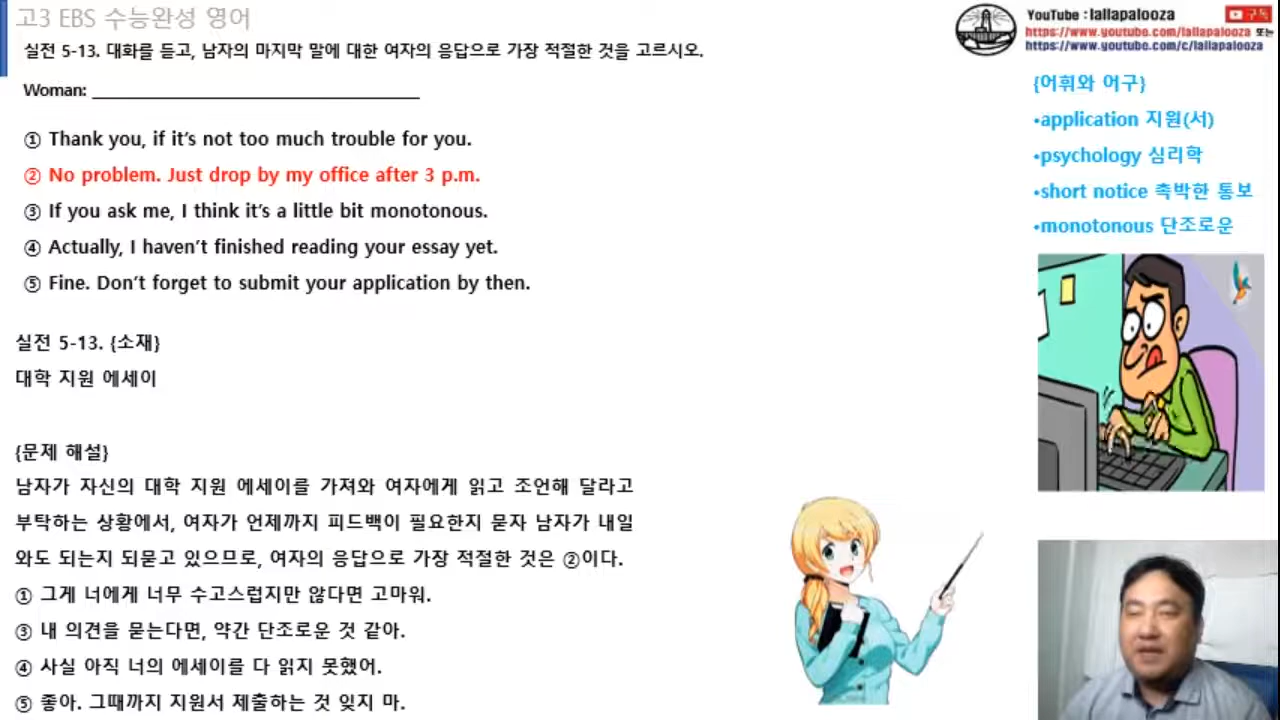 고3 EBS 수능완성 영어
실전 5-13. 대화를 듣고, 남자의 마지막 말에 대한 여자의 응답으로 가장 적절한 것을 고르시오.
Woman: ________________________________________
① Thank you, if it's not too much trouble for you.
② No problem. Just drop by my office after 3 p.m.
③ If you ask me, I think it's a little bit monotonous.
④ Actually, I haven't finished reading your essay yet.
⑤ Fine. Don't forget to submit your application by then.
실전 5-13. {소재}
대학 지원 에세이
{문제 해설}
남자가 자신의 대학 지원 에세이를 가져와 여자에게 읽고 조언해 달라고
부탁하는 상황에서, 여자가 언제까지 피드백이 필요한지 묻자 남자가 내일
와도 되는지 되묻고 있으므로, 여자의 응답으로 가장 적절한 것은 ②이다.
① 그게 너에게 너무 수고스럽지만 않다면 고마워.
③ 내 의견을 묻는다면, 약간 단조로운 것 같아.
④ 사실 아직 너의 에세이를 다 읽지 못했어.
⑤ 좋아. 그때까지 지원서 제출하는 것 잊지 마.
YouTube : lallapalooza
구독
https://www.youtube.com/lallapalooza 또는
https://www.youtube.com/c/lallapalooza
{어휘와 어구}
•application 지원(서)
•psychology 심리학
•short notice 촉박한 통보
•monotonous 단조로운